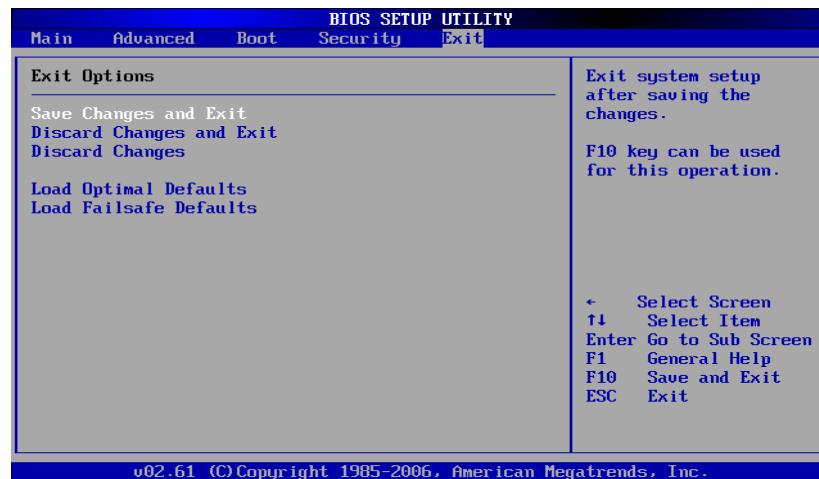 BIOS SETUP UTILITY
Main Advanced Boot Security Exit
Exit Options
Save Changes and Exit
Discard Changes and Exit
Discard Changes
Load Optimal Defaults
Load Failsafe Defaults
Exit system setup
after saving the
changes.
F10 key can be used
for this operation.
← Select Screen
↑↓ Select Item
Enter Go to Sub Screen
F1 General Help
F10 Save and Exit
ESC Exit
v02.61 (C)Copyright 1985-2006, American Megatrends, Inc.